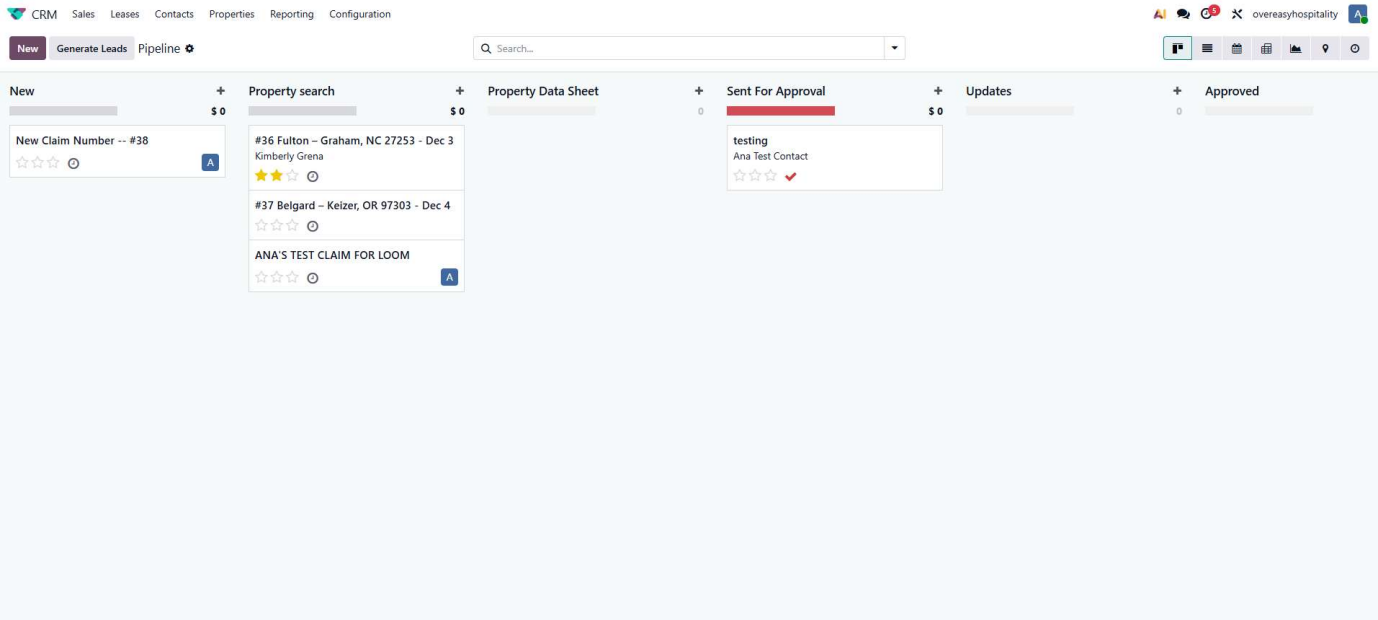 CRM Sales Leases Contacts Properties Reporting Configuration AI 5 overeasyhospitality A
New Generate Leads Pipeline Search...
New + Property search + Property Data Sheet + Sent For Approval + Updates + Approved
$ 0 $ 0 0 $ 0 0
New Claim Number -- #38
A
#36 Fulton – Graham, NC 27253 - Dec 3
Kimberly Grena
#37 Belgard – Keizer, OR 97303 - Dec 4
ANA'S TEST CLAIM FOR LOOM
A
testing
Ana Test Contact